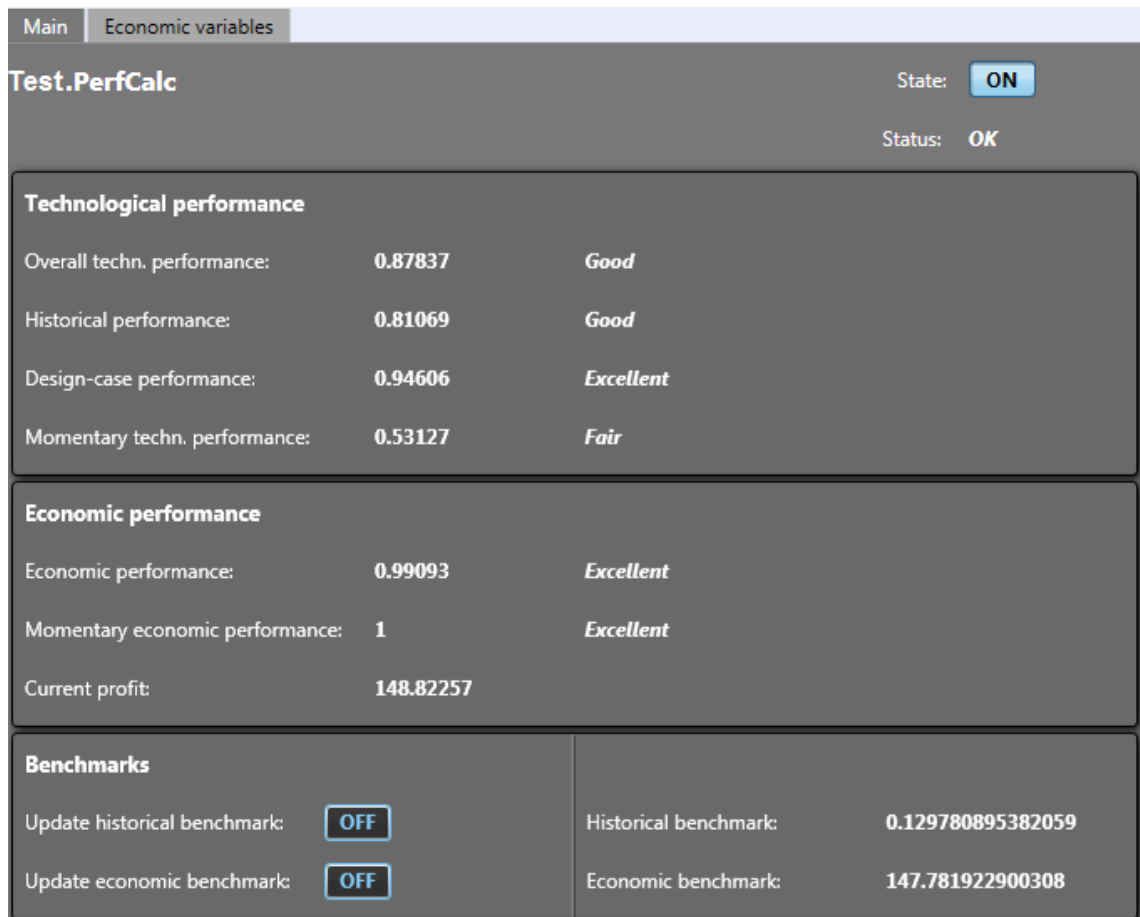 Main Economic variables
Test.PerfCalc State: ON
Status: OK
Technological performance
Overall techn. performance: 0.87837 Good
Historical performance: 0.81069 Good
Design-case performance: 0.94606 Excellent
Momentary techn. performance: 0.53127 Fair
Economic performance
Economic performance: 0.99093 Excellent
Momentary economic performance: 1 Excellent
Current profit: 148.82257
Benchmarks
Update historical benchmark: OFF Historical benchmark: 0.129780895382059
Update economic benchmark: OFF Economic benchmark: 147.781922900308